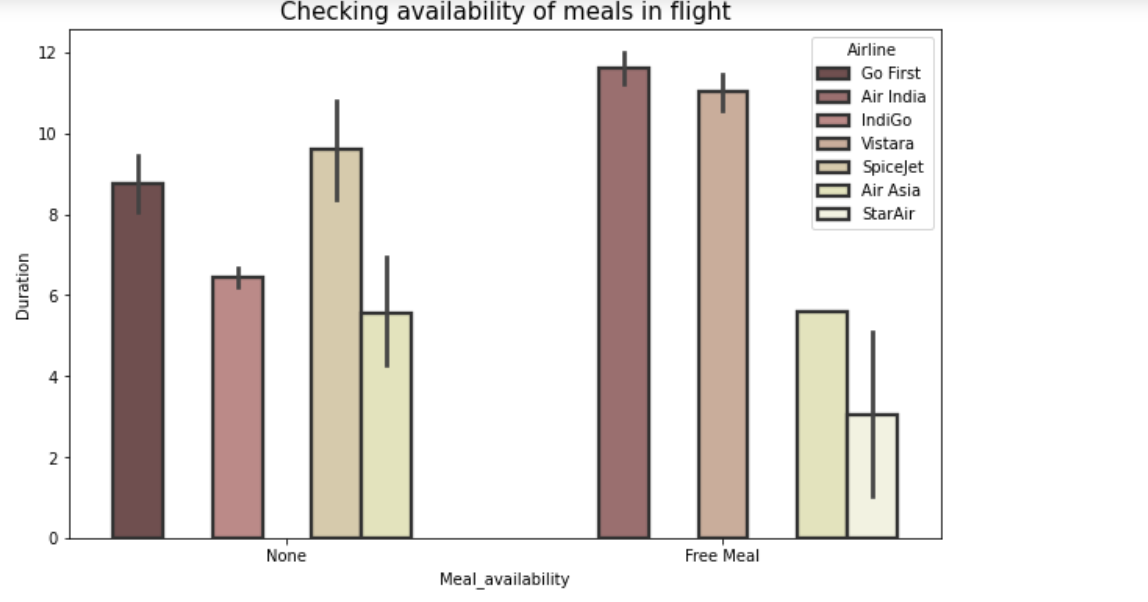 Checking availability of meals in flight
12
10
8
6
4
2
0
Duration
None
Free Meal
Meal_availability
Airline
Go First
Air India
IndiGo
Vistara
SpiceJet
Air Asia
StarAir